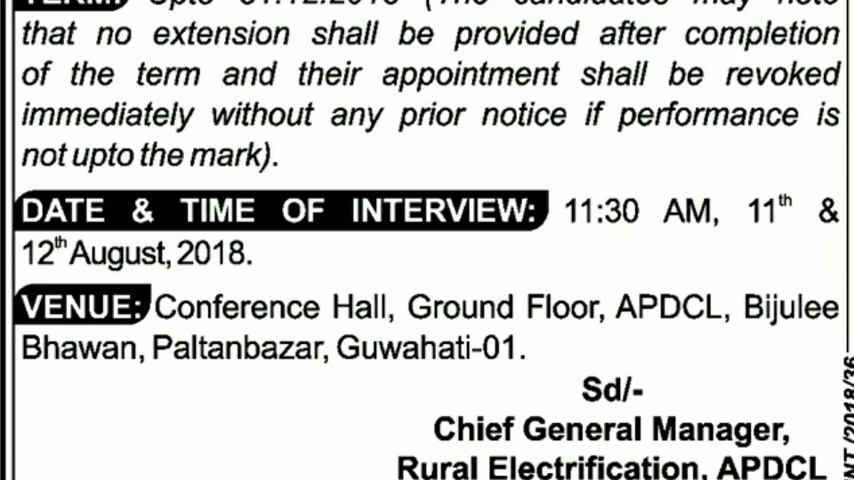 that no extension shall be provided after completion
of the term and their appointment shall be revoked
immediately without any prior notice if performance is
not upto the mark).
DATE & TIME OF INTERVIEW: 11:30 AM, 11th &
12th August, 2018.
VENUE: Conference Hall, Ground Floor, APDCL, Bijulee
Bhawan, Paltanbazar, Guwahati-01.
Sd/-
Chief General Manager,
Rural Electrification, APDCL